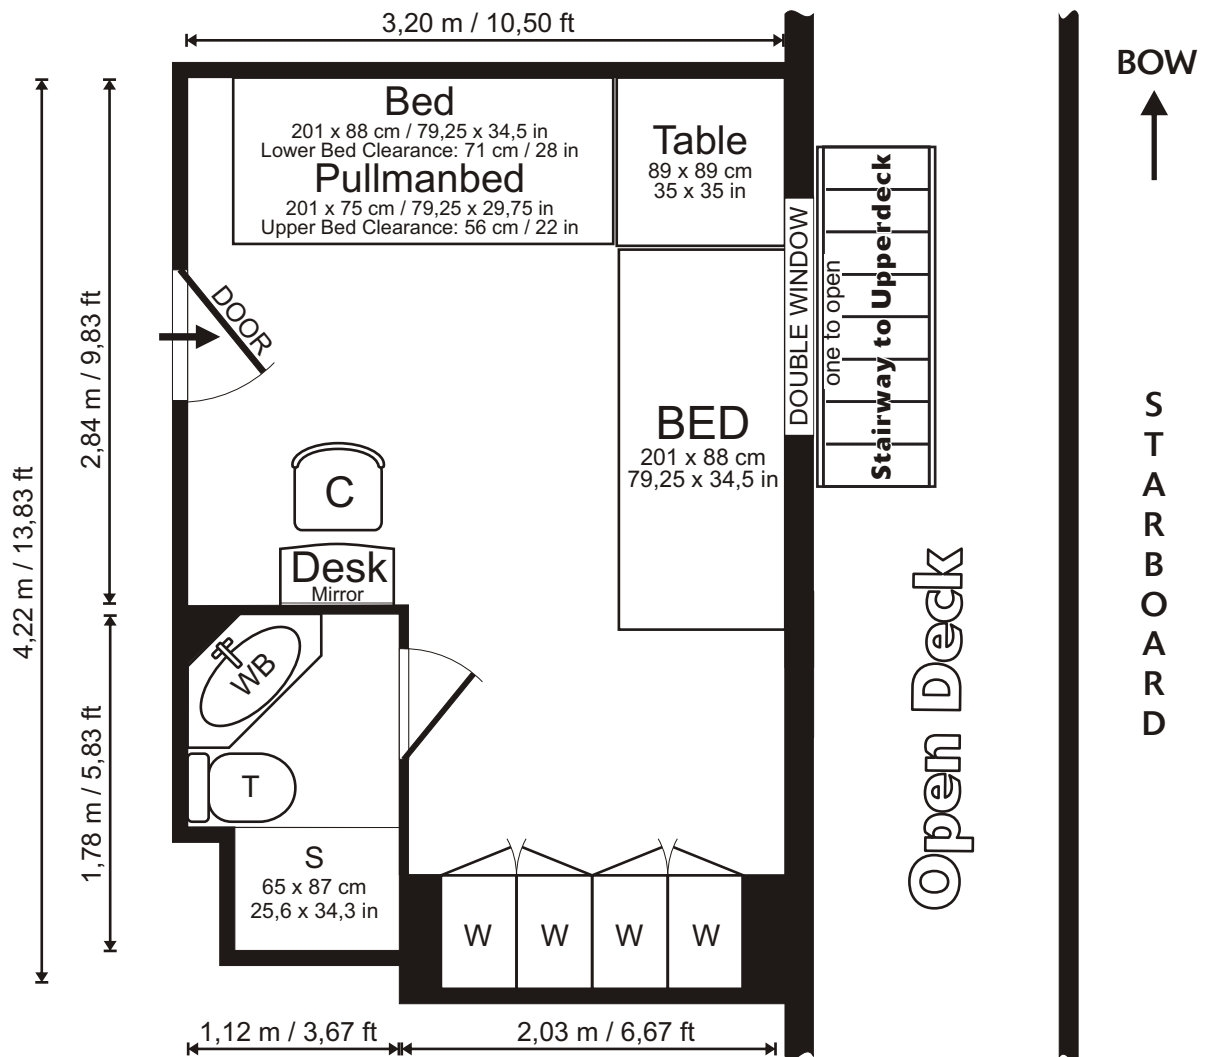 3,20 m / 10,50 ft
BOW
Bed
201 x 88 cm / 79,25 x 34,5 in
Lower Bed Clearance: 71 cm / 28 in
Pullmanbed
201 x 75 cm / 79,25 x 29,75 in
Upper Bed Clearance: 56 cm / 22 in
Table
89 x 89 cm
35 x 35 in
DOUBLE WINDOW
one to open
Stairway to Upperdeck
DOOR
2,84 m / 9,83 ft
4,22 m / 13,83 ft
BED
201 x 88 cm
79,25 x 34,5 in
STARBOARD
C
Desk
Mirror
Open Deck
WB
T
1,78 m / 5,83 ft
S
65 x 87 cm
25,6 x 34,3 in
W W W W
1,12 m / 3,67 ft
2,03 m / 6,67 ft